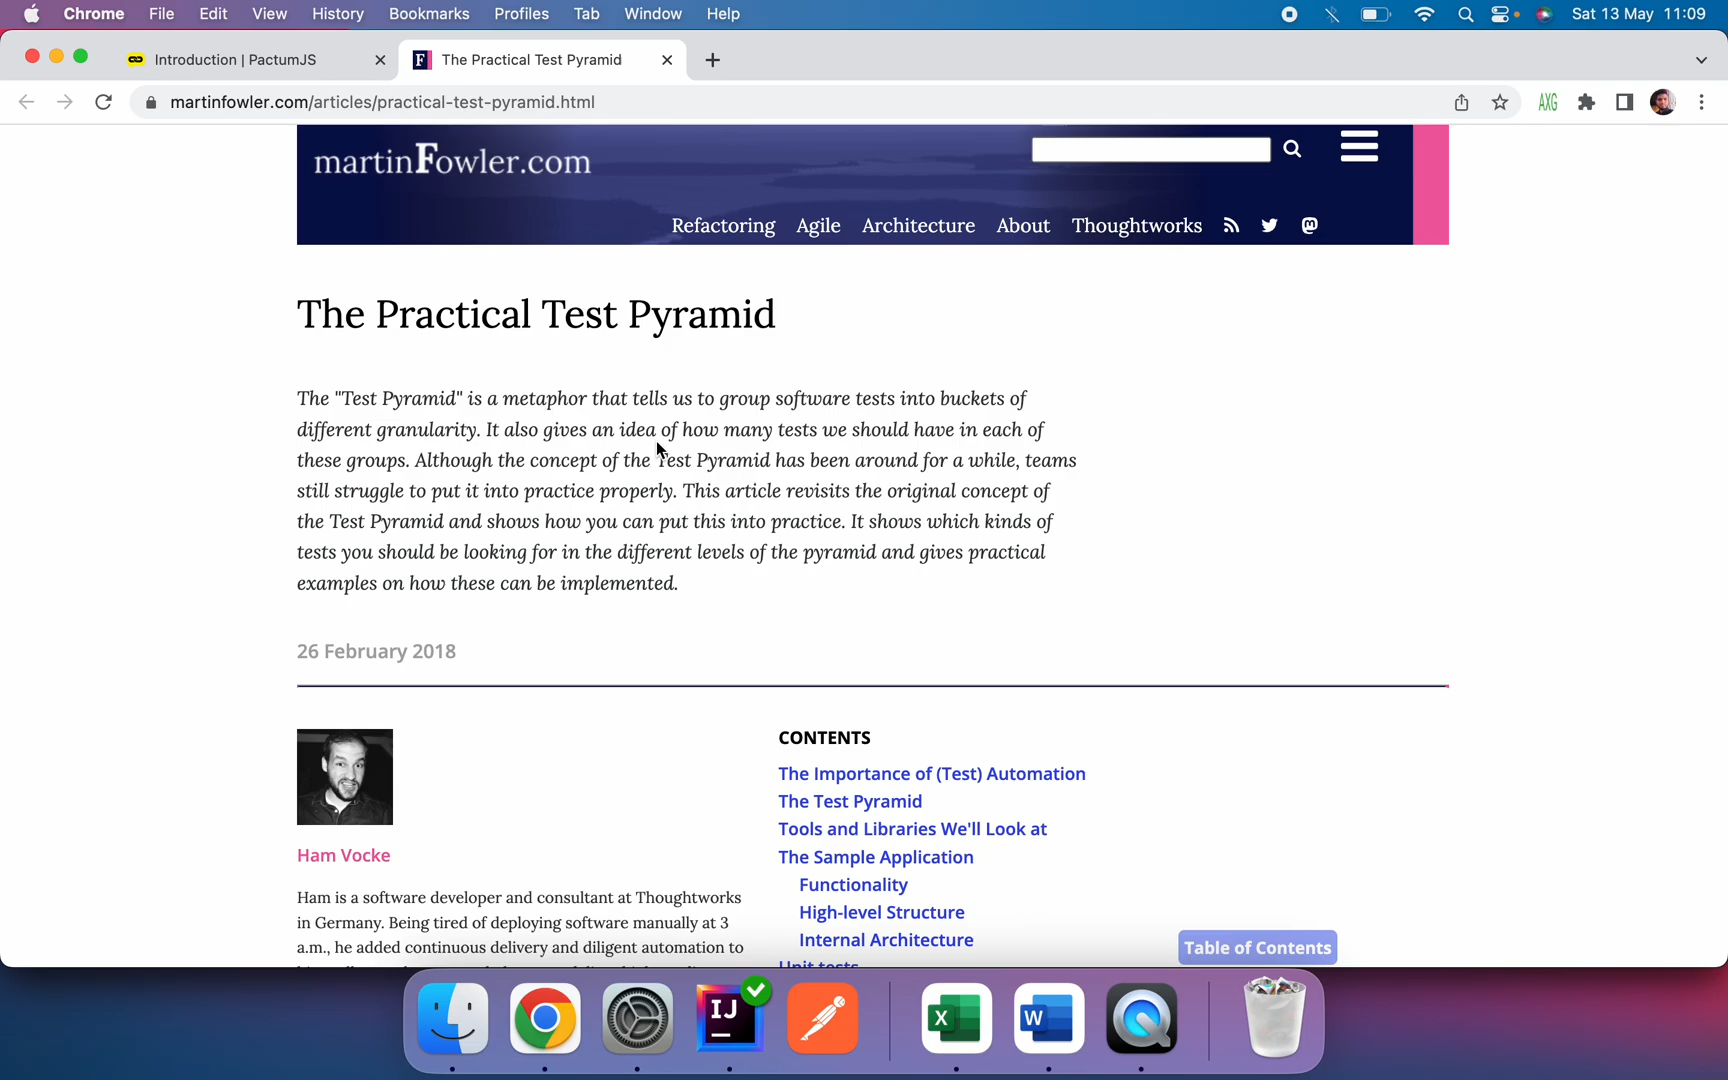 Chrome File Edit View History Bookmarks Profiles Tab Window Help Sat 13 May 11:09
Introduction | PactumJS
The Practical Test Pyramid
martinfowler.com/articles/practical-test-pyramid.html
AXG
martinFowler.com
Refactoring Agile Architecture About Thoughtworks
The Practical Test Pyramid
The "Test Pyramid" is a metaphor that tells us to group software tests into buckets of
different granularity. It also gives an idea of how many tests we should have in each of
these groups. Although the concept of the Test Pyramid has been around for a while, teams
still struggle to put it into practice properly. This article revisits the original concept of
the Test Pyramid and shows how you can put this into practice. It shows which kinds of
tests you should be looking for in the different levels of the pyramid and gives practical
examples on how these can be implemented.
26 February 2018
Ham Vocke
Ham is a software developer and consultant at Thoughtworks
in Germany. Being tired of deploying software manually at 3
a.m., he added continuous delivery and diligent automation to
CONTENTS
The Importance of (Test) Automation
The Test Pyramid
Tools and Libraries We'll Look at
The Sample Application
Functionality
High-level Structure
Internal Architecture
Unit tests
Table of Contents
IJ
X
W